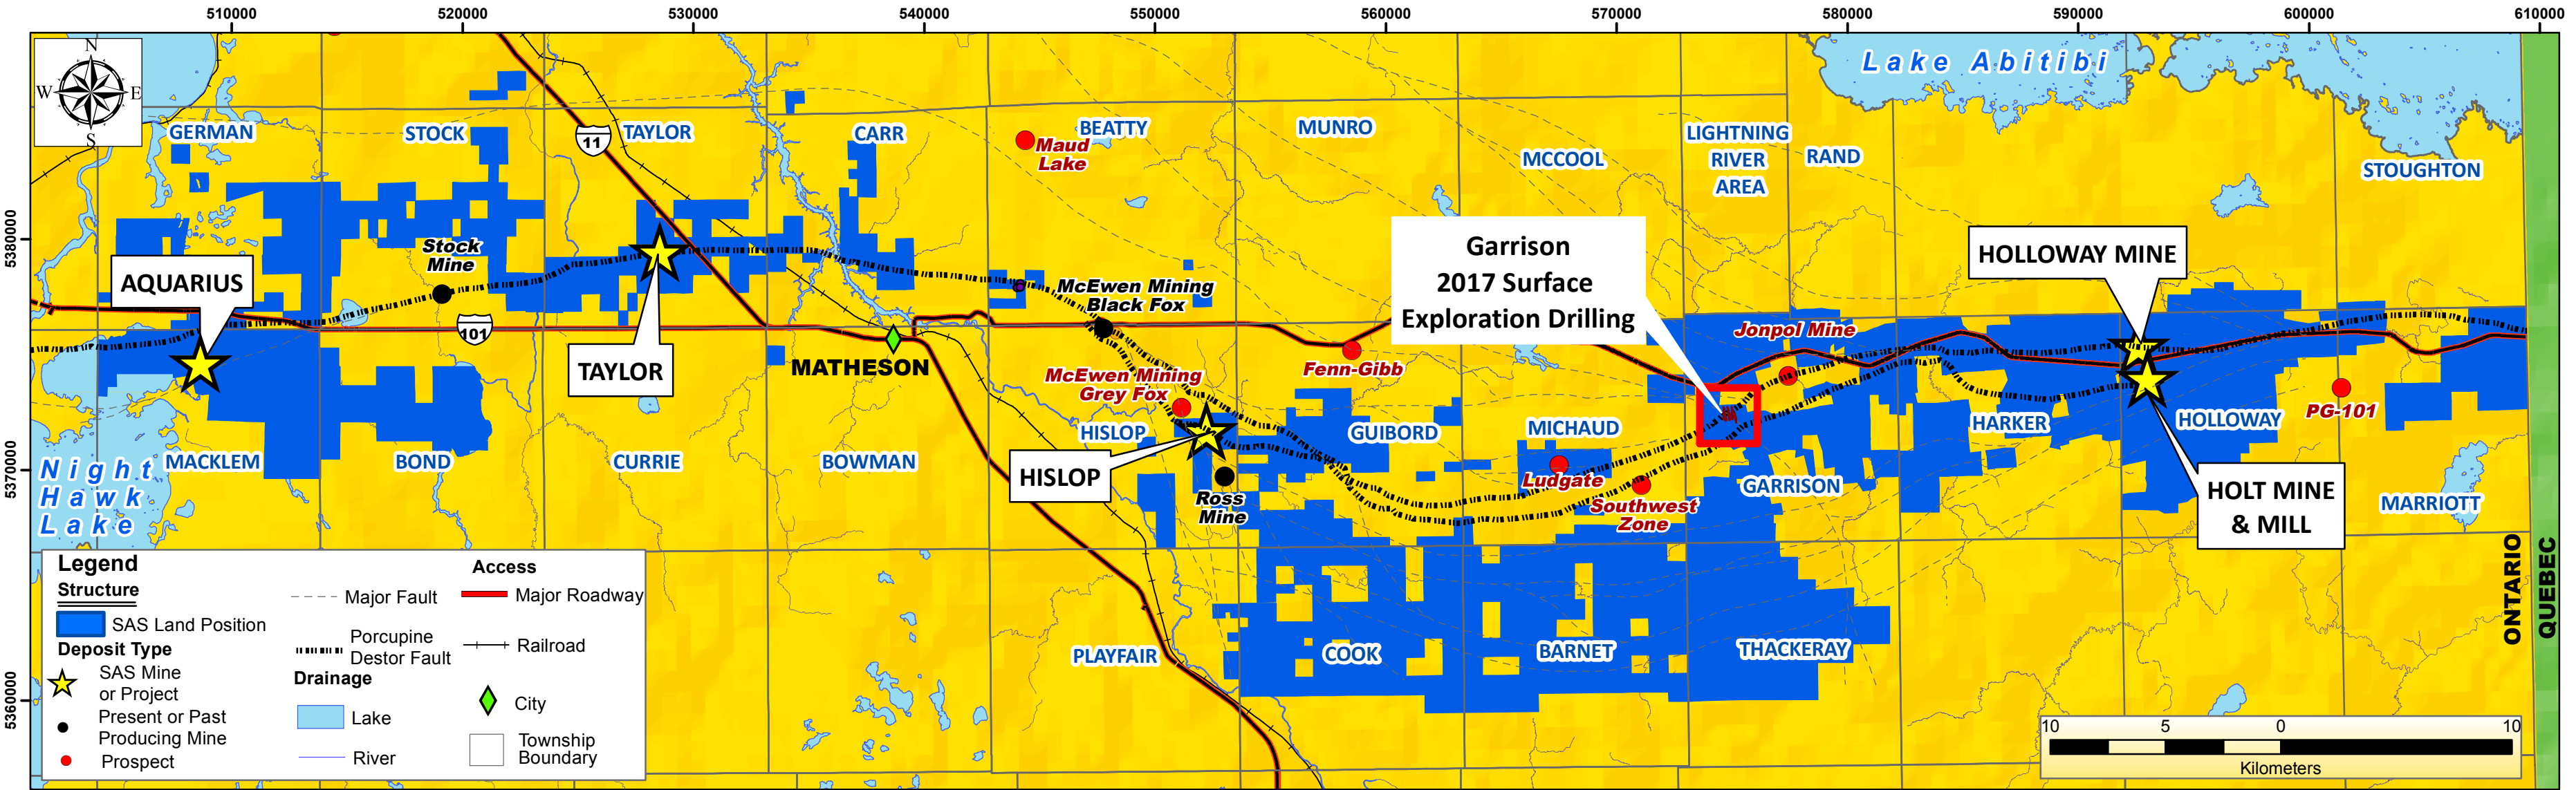 510000 520000 530000 540000 550000 560000 570000 580000 590000 600000 610000
5380000
5370000
5360000
N
W E
S
Lake Abitibi
GERMAN
STOCK
TAYLOR
CARR
BEATTY
MUNRO
MCCOOL
LIGHTNING
RIVER
AREA
RAND
STOUGHTON
11
Maud
Lake
Stock
Mine
AQUARIUS
TAYLOR
101
MATHESON
McEwen Mining
Black Fox
McEwen Mining
Grey Fox
Fenn-Gibb
Garrison
2017 Surface
Exploration Drilling
Jonpol Mine
HOLLOWAY MINE
PG-101
HISLOP
HISLOP
Ross
Mine
GUIBORD
MICHAUD
Ludgate
Southwest
Zone
GARRISON
HARKER
HOLLOWAY
HOLT MINE
& MILL
MARRIOTT
Night
Hawk
Lake
MACKLEM
BOND
CURRIE
BOWMAN
PLAYFAIR
COOK
BARNET
THACKERAY
ONTARIO
QUEBEC
Legend
Structure
SAS Land Position
Deposit Type
SAS Mine
or Project
Present or Past
Producing Mine
Prospect
Major Fault
Porcupine
Destor Fault
Drainage
Lake
River
Access
Major Roadway
Railroad
City
Township
Boundary
10 5 0 10
Kilometers